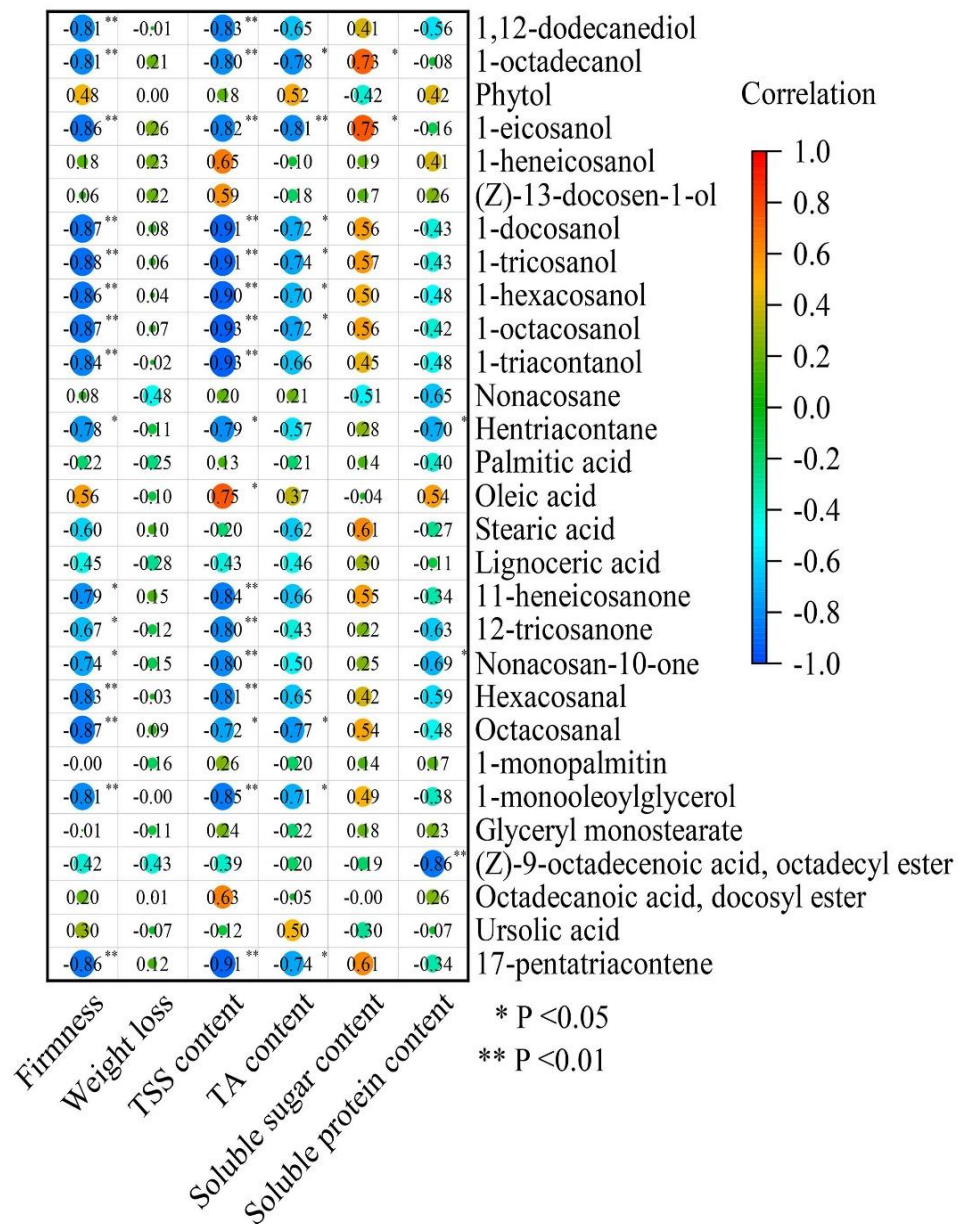 -0.81 ** -0.01 -0.83 ** -0.65 0.41 -0.56 1,12-dodecanediol
-0.81 ** 0.21 -0.80 ** -0.78 * 0.73 * -0.08 1-octadecanol
0.48 0.00 0.18 0.52 -0.42 0.42 Phytol
-0.86 ** 0.26 -0.82 ** -0.81 ** 0.75 * -0.16 1-eicosanol
0.18 0.23 0.65 -0.10 0.19 0.41 1-heneicosanol
0.06 0.22 0.59 -0.18 0.17 0.26 (Z)-13-docosen-1-ol
-0.87 ** 0.08 -0.91 ** -0.72 * 0.56 -0.43 1-docosanol
-0.88 ** 0.06 -0.91 ** -0.74 * 0.57 -0.43 1-tricosanol
-0.86 ** 0.04 -0.90 ** -0.70 * 0.50 -0.48 1-hexacosanol
-0.87 ** 0.07 -0.93 ** -0.72 * 0.56 -0.42 1-octacosanol
-0.84 ** -0.02 -0.93 ** -0.66 0.45 -0.48 1-triacontanol
0.08 -0.48 0.20 0.21 -0.51 -0.65 Nonacosane
-0.78 * -0.11 -0.79 * -0.57 0.28 -0.70 * Hentriacontane
-0.22 -0.25 0.13 -0.21 0.14 -0.40 Palmitic acid
0.56 -0.10 0.75 * 0.37 -0.04 0.54 Oleic acid
-0.60 0.10 -0.20 -0.62 0.61 -0.27 Stearic acid
-0.45 -0.28 -0.43 -0.46 0.30 -0.11 Lignoceric acid
-0.79 * 0.15 -0.84 ** -0.66 0.55 -0.34 11-heneicosanone
-0.67 * -0.12 -0.80 ** -0.43 0.22 -0.63 12-tricosanone
-0.74 * -0.15 -0.80 ** -0.50 0.25 -0.69 * Nonacosan-10-one
-0.83 ** -0.03 -0.81 ** -0.65 0.42 -0.59 Hexacosanal
-0.87 ** 0.09 -0.72 * -0.77 * 0.54 -0.48 Octacosanal
-0.00 -0.16 0.26 -0.20 0.14 0.17 1-monopalmitin
-0.81 ** -0.00 -0.85 ** -0.71 * 0.49 -0.38 1-monooleoylglycerol
-0.01 -0.11 0.24 -0.22 0.18 0.23 Glyceryl monostearate
-0.42 -0.43 -0.39 -0.20 -0.19 -0.86 ** (Z)-9-octadecenoic acid, octadecyl ester
0.20 0.01 0.63 -0.05 -0.00 0.26 Octadecanoic acid, docosyl ester
0.30 -0.07 -0.12 0.50 -0.30 -0.07 Ursolic acid
-0.86 ** 0.12 -0.91 ** -0.74 * 0.61 -0.34 17-pentatriacontene
Firmness
Weight loss
TSS content
TA content
Soluble sugar content
Soluble protein content
* P <0.05
** P <0.01
Correlation
1.0
0.8
0.6
0.4
0.2
0.0
-0.2
-0.4
-0.6
-0.8
-1.0